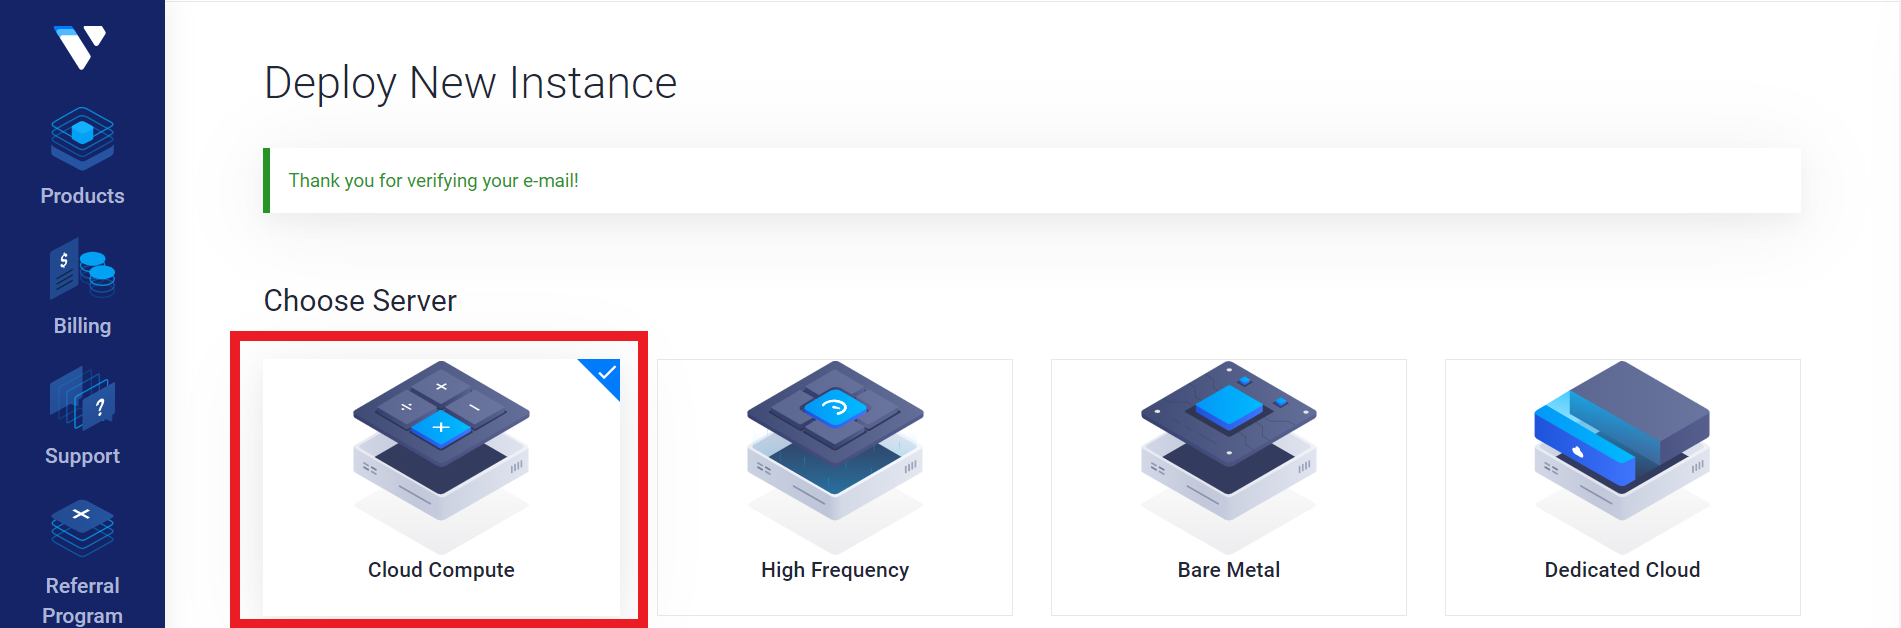 Products
Billing
Support
Referral
Program
Deploy New Instance
Thank you for verifying your e-mail!
Choose Server
Cloud Compute
High Frequency
Bare Metal
Dedicated Cloud